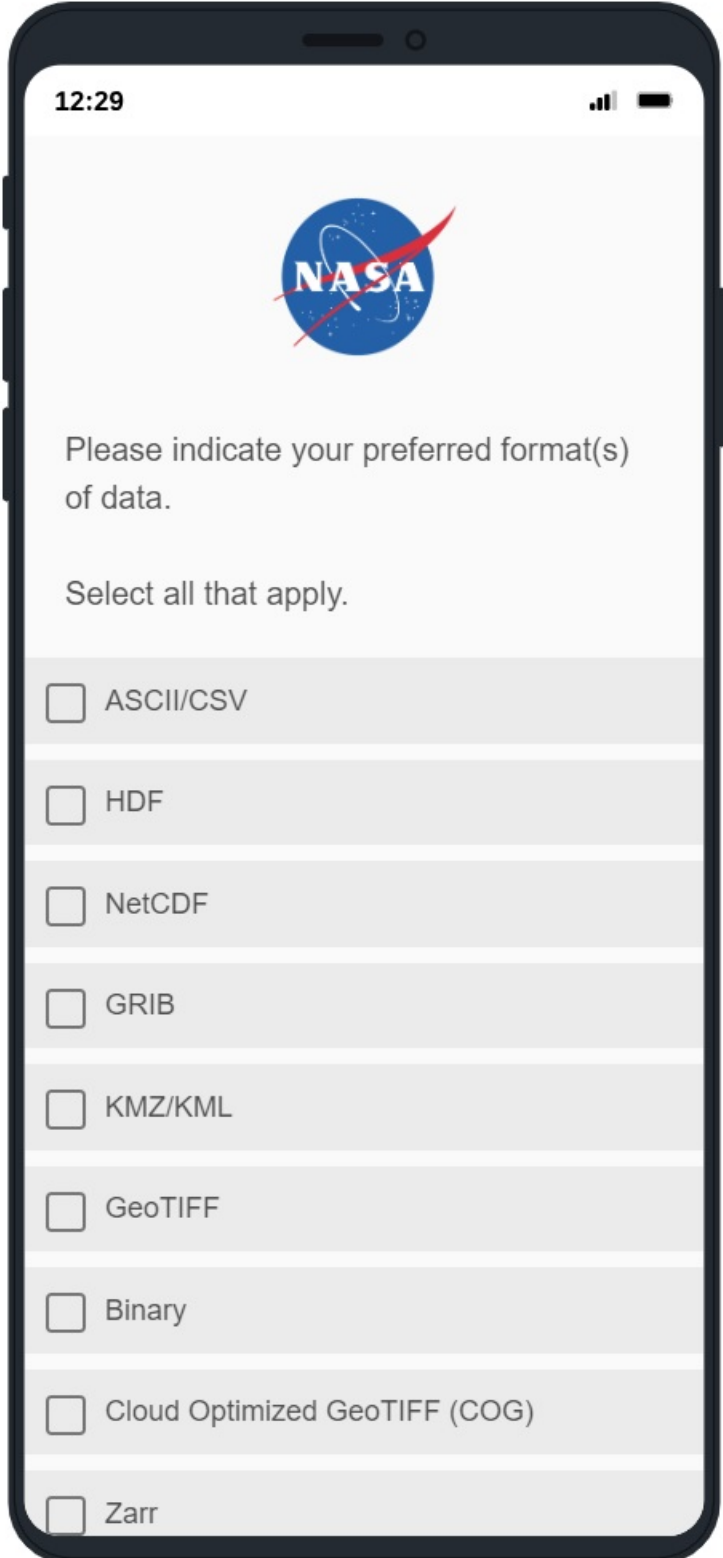 12:29
NASA
Please indicate your preferred format(s)
of data.
Select all that apply.
ASCII/CSV
HDF
NetCDF
GRIB
KMZ/KML
GeoTIFF
Binary
Cloud Optimized GeoTIFF (COG)
Zarr